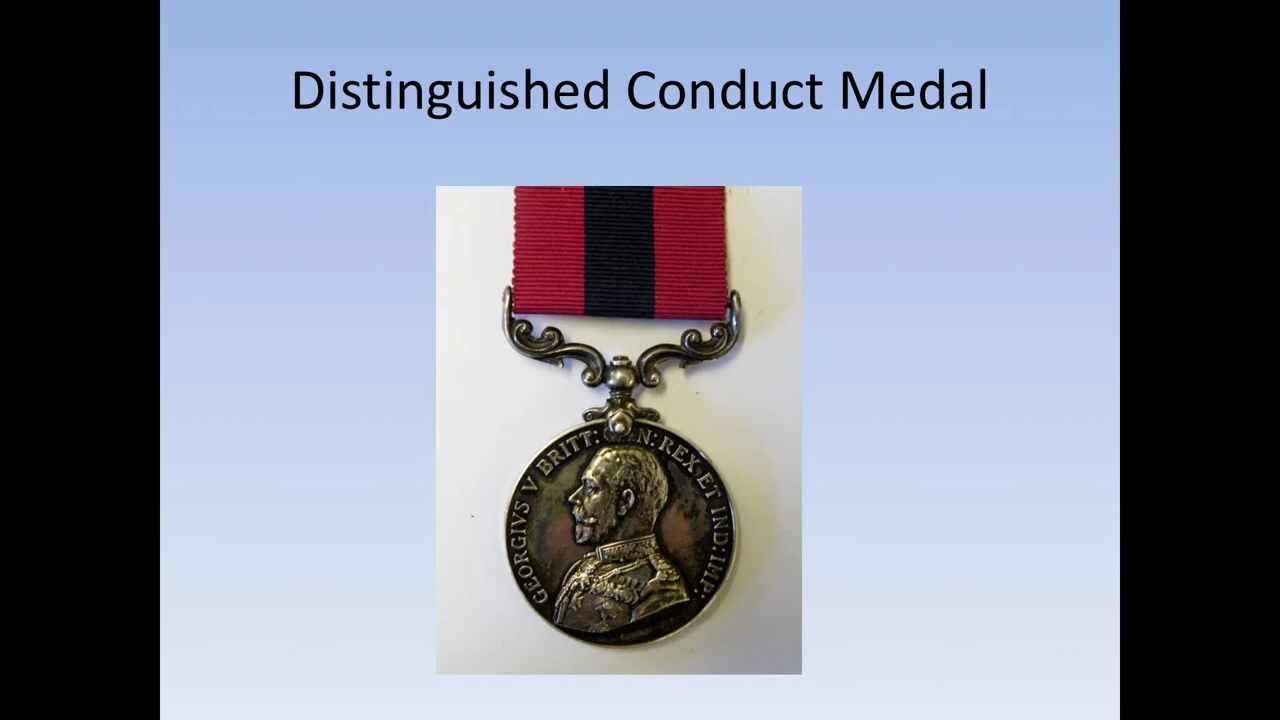 Distinguished Conduct Medal
GEORGIVS V BRITT: REX ET IND: IMP: